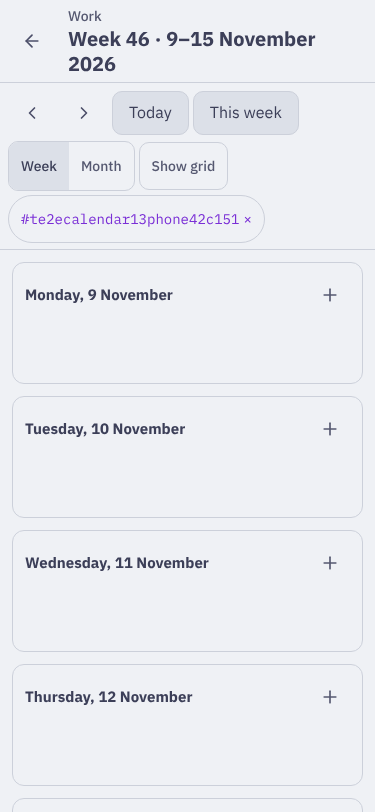 Work
Week 46 · 9–15 November
2026
Today
This week
Week
Month
Show grid
#te2ecalendar13phone42c151 ×
Monday, 9 November
Tuesday, 10 November
Wednesday, 11 November
Thursday, 12 November